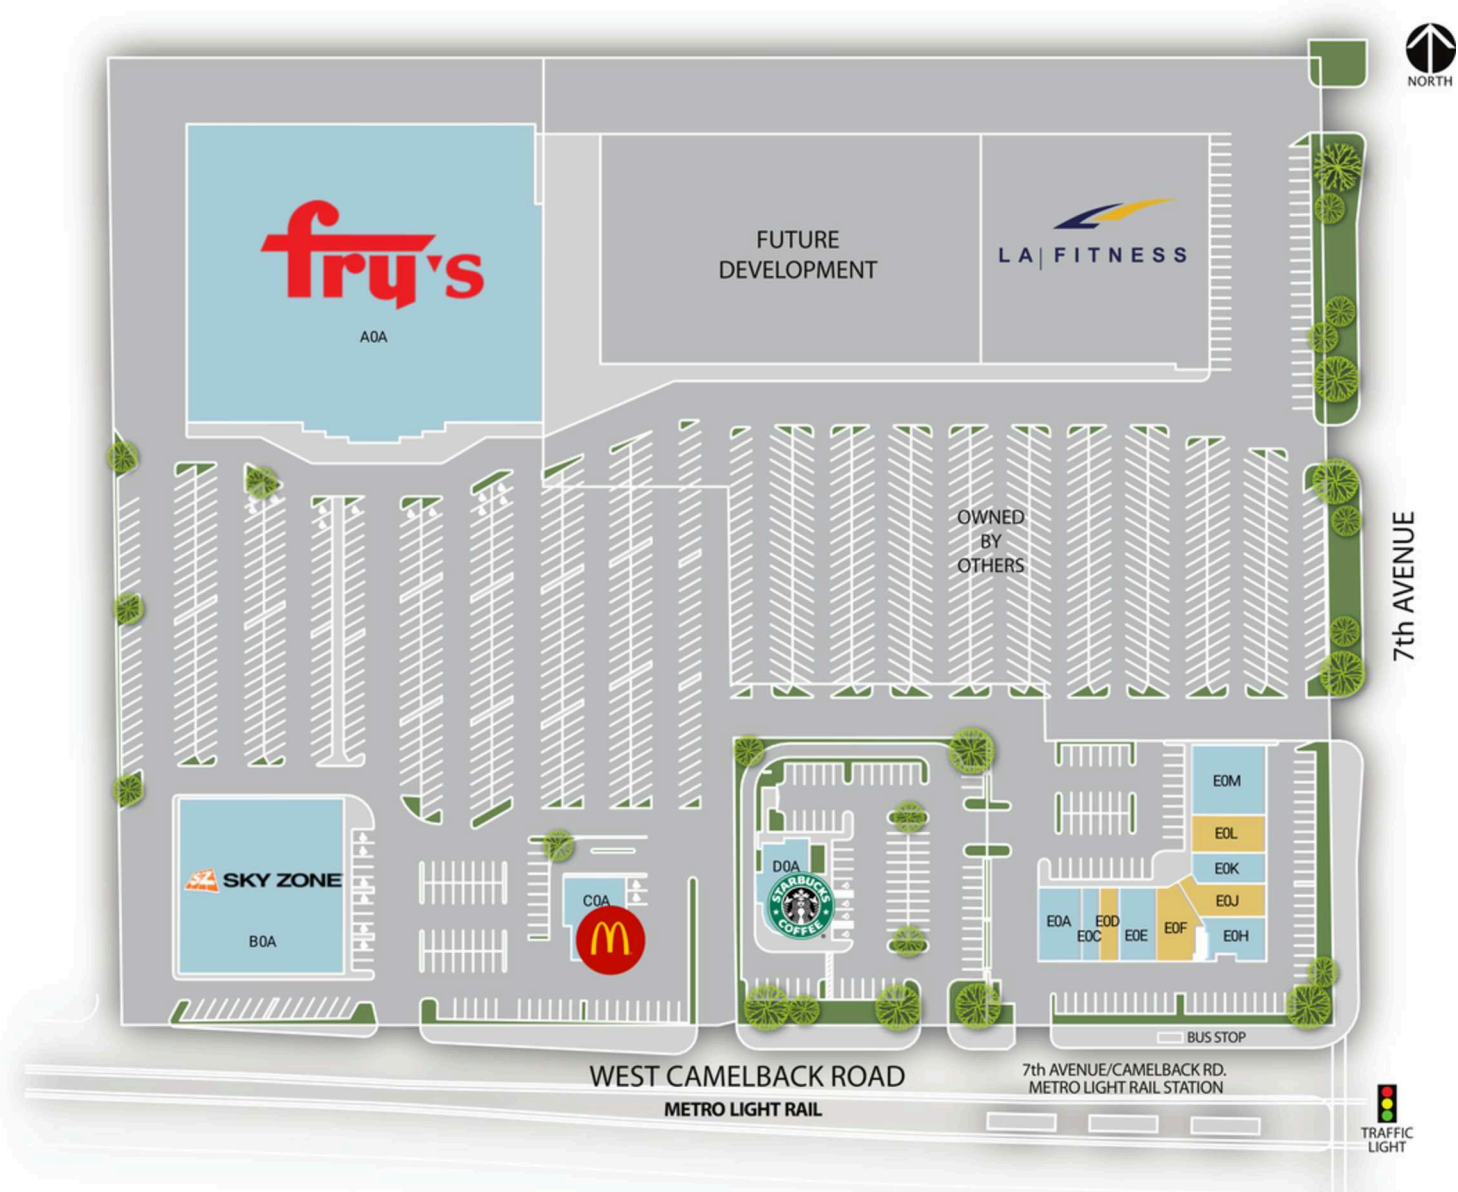 NORTH
fry's
A0A
FUTURE
DEVELOPMENT
LA|FITNESS
OWNED
BY
OTHERS
7th AVENUE
SZ SKY ZONE
B0A
C0A
D0A
STARBUCKS
COFFEE
E0M
E0L
E0K
E0J
E0H
E0A
E0C
E0D
E0E
E0F
BUS STOP
WEST CAMELBACK ROAD
METRO LIGHT RAIL
7th AVENUE/CAMELBACK RD.
METRO LIGHT RAIL STATION
TRAFFIC
LIGHT